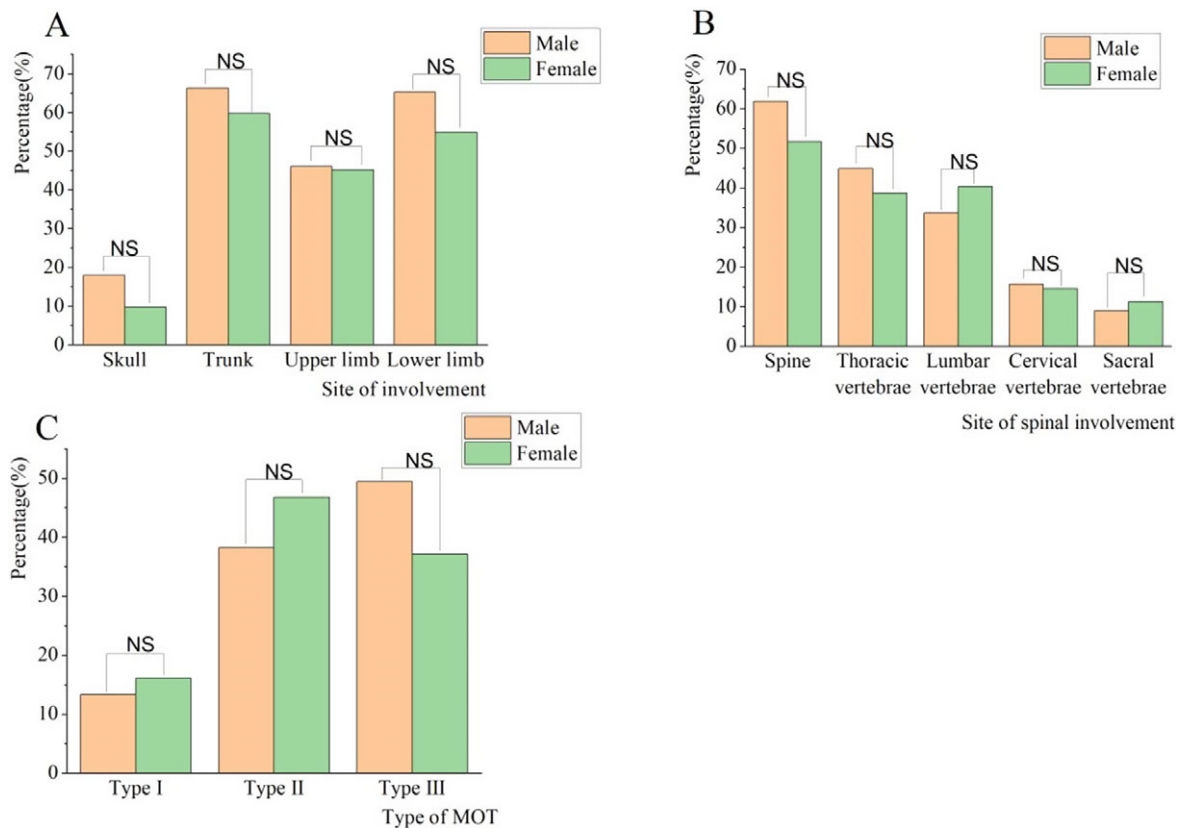 A
Male
Female
Percentage(%)
70
60
50
40
30
20
10
0
NS
NS
NS
NS
Skull
Trunk
Upper limb
Lower limb
Site of involvement
B
Male
Female
Percentage(%)
70
60
50
40
30
20
10
0
NS
NS
NS
NS
NS
Spine
Thoracic
vertebrae
Lumbar
vertebrae
Cervical
vertebrae
Sacral
vertebrae
Site of spinal involvement
C
Male
Female
Percentage(%)
50
40
30
20
10
0
NS
NS
NS
Type I
Type II
Type III
Type of MOT